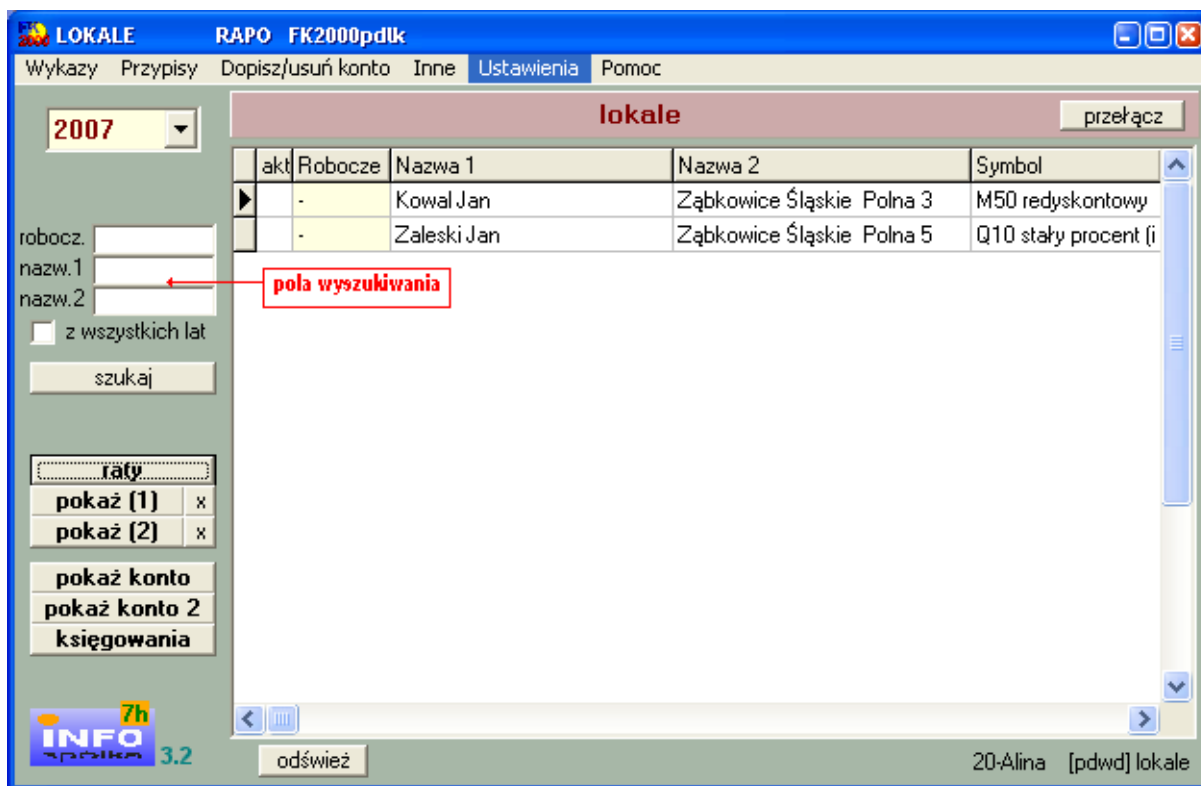 LOKALE RAPO FK2000pdlk
Wykazy Przypisy Dopisz/usuń konto Inne Ustawienia Pomoc
2007
lokale
przełącz
akt Robocze Nazwa 1 Nazwa 2 Symbol
- Kowal Jan Ząbkowice Śląskie Polna 3 M50 redyskontowy
- Zaleski Jan Ząbkowice Śląskie Polna 5 Q10 stały procent (i
robocz.
nazw.1
nazw.2
pola wyszukiwania
z wszystkich lat
szukaj
raty
pokaż (1) x
pokaż (2) x
pokaż konto
pokaż konto 2
księgowania
7h
INFO
3.2
odśwież
20-Alina [pdwd] lokale